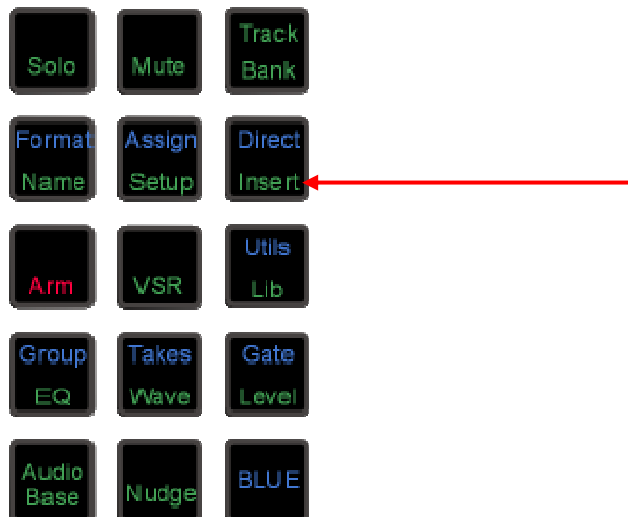 Solo
Mute
Track
Bank
Format
Name
Assign
Setup
Direct
Insert
Arm
VSR
Utils
Lib
Group
EQ
Takes
Wave
Gate
Level
Audio
Base
Nudge
BLUE